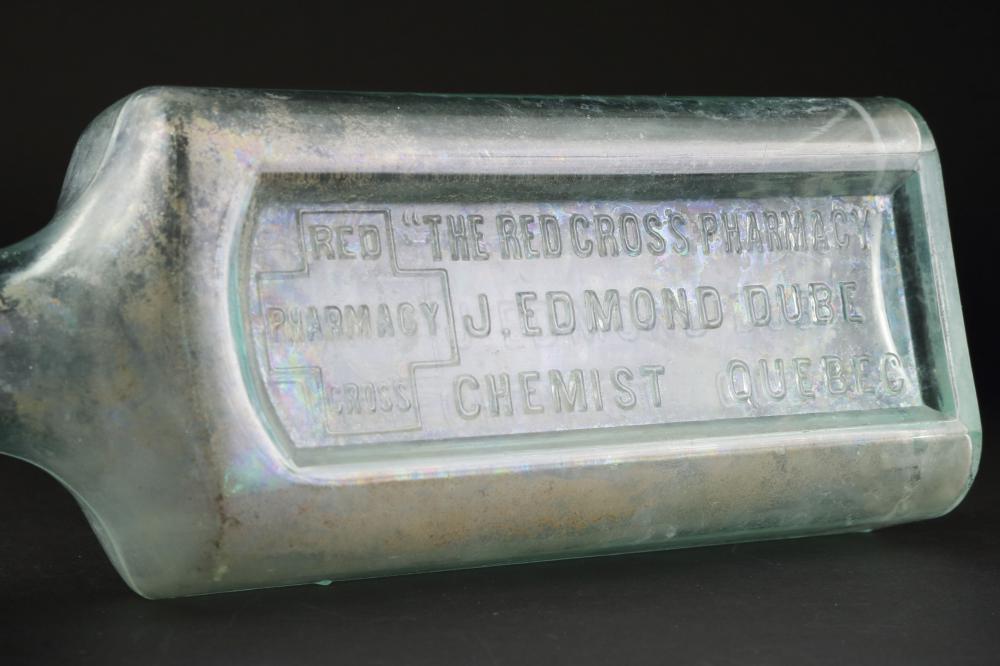 RED
PHARMACY
CROSS
"THE RED CROSS PHARMACY"
J. EDMOND DUBE
CHEMIST QUEBEC